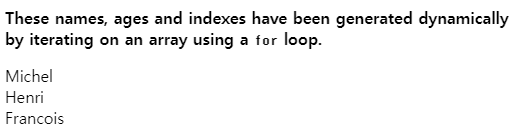 These names, ages and indexes have been generated dynamically
by iterating on an array using a for loop.
Michel
Henri
Francois